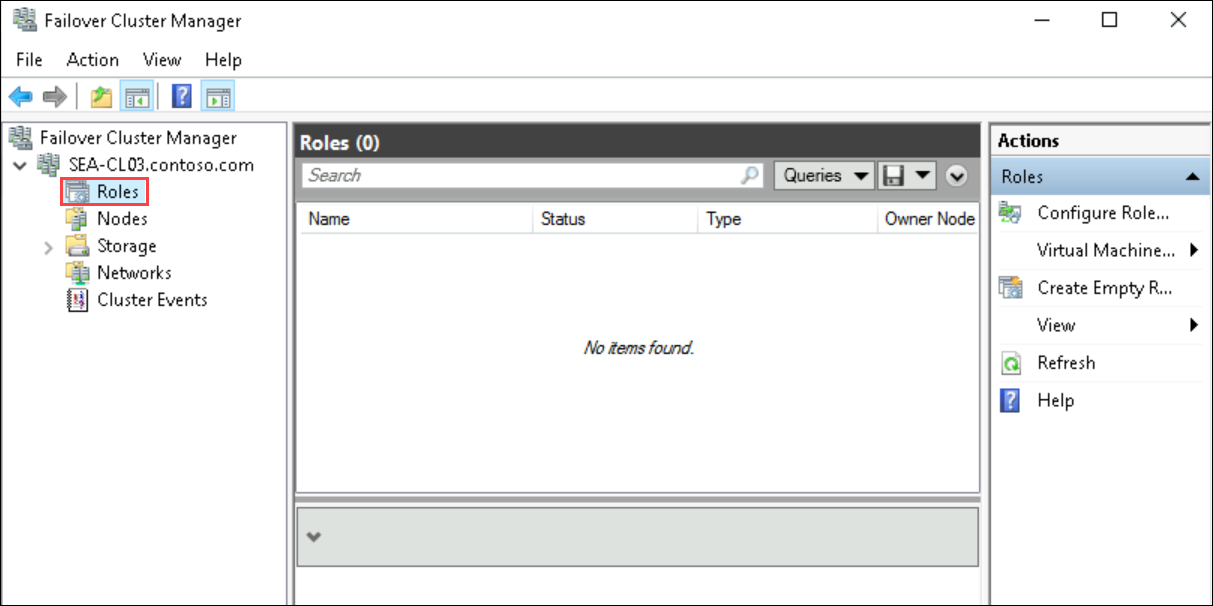 Failover Cluster Manager
File Action View Help
Failover Cluster Manager
SEA-CL03.contoso.com
Roles
Nodes
Storage
Networks
Cluster Events
Roles (0)
Search
Queries
Name Status Type Owner Node
No items found.
Actions
Roles
Configure Role...
Virtual Machine...
Create Empty R...
View
Refresh
Help